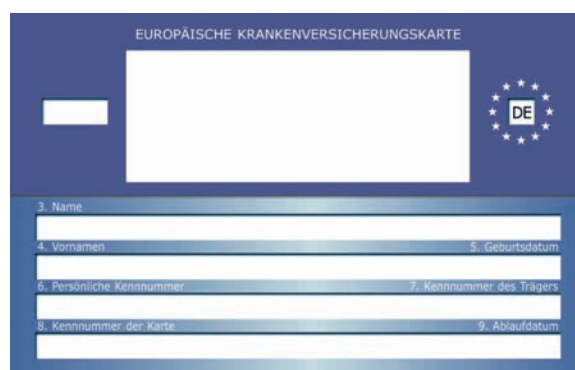 EUROPÄISCHE KRANKENVERSICHERUNGSKARTE
DE
3. Name
4. Vornamen 5. Geburtsdatum
6. Persönliche Kennnummer 7. Kennnummer des Trägers
8. Kennnummer der Karte 9. Ablaufdatum